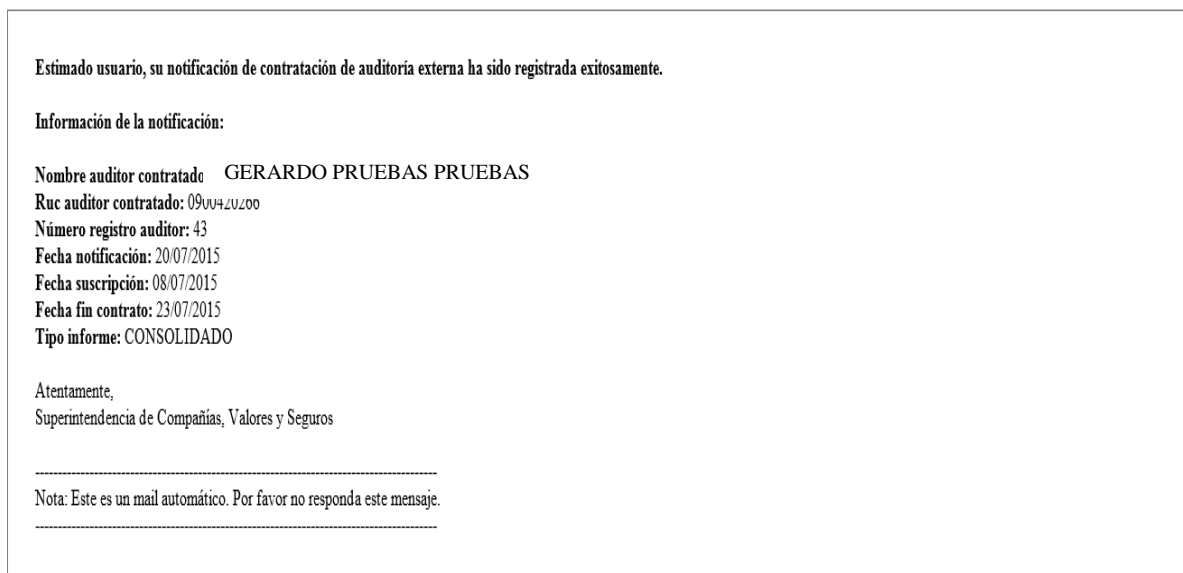 Estimado usuario, su notificación de contratación de auditoría externa ha sido registrada exitosamente.
Información de la notificación:
Nombre auditor contratado GERARDO PRUEBAS PRUEBAS
Ruc auditor contratado:
Número registro auditor: 43
Fecha notificación: 20/07/2015
Fecha suscripción: 08/07/2015
Fecha fin contrato: 23/07/2015
Tipo informe: CONSOLIDADO
Atentamente,
Superintendencia de Compañías, Valores y Seguros
-----------------------------------------------------------------------------------------
Nota: Este es un mail automático. Por favor no responda este mensaje.
-----------------------------------------------------------------------------------------